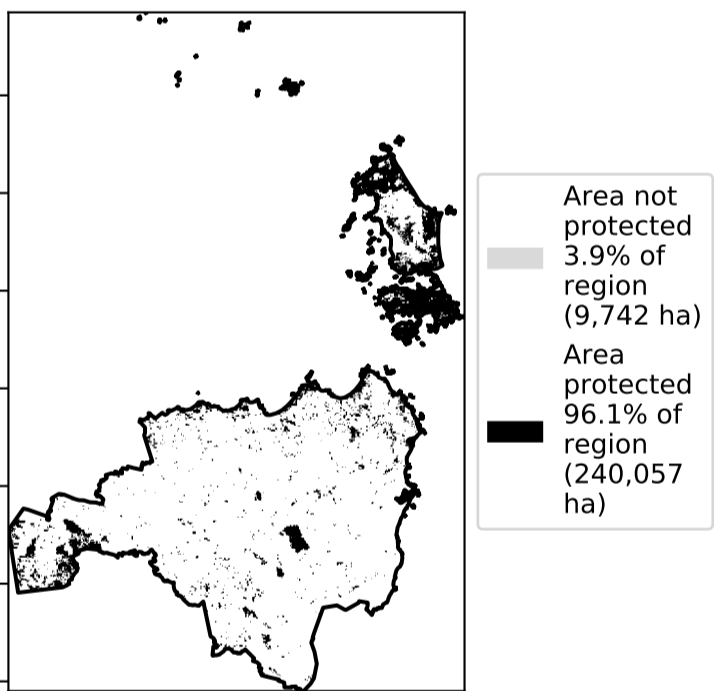 Area not
protected
3.9% of
region
(9,742 ha)
Area
protected
96.1% of
region
(240,057
ha)